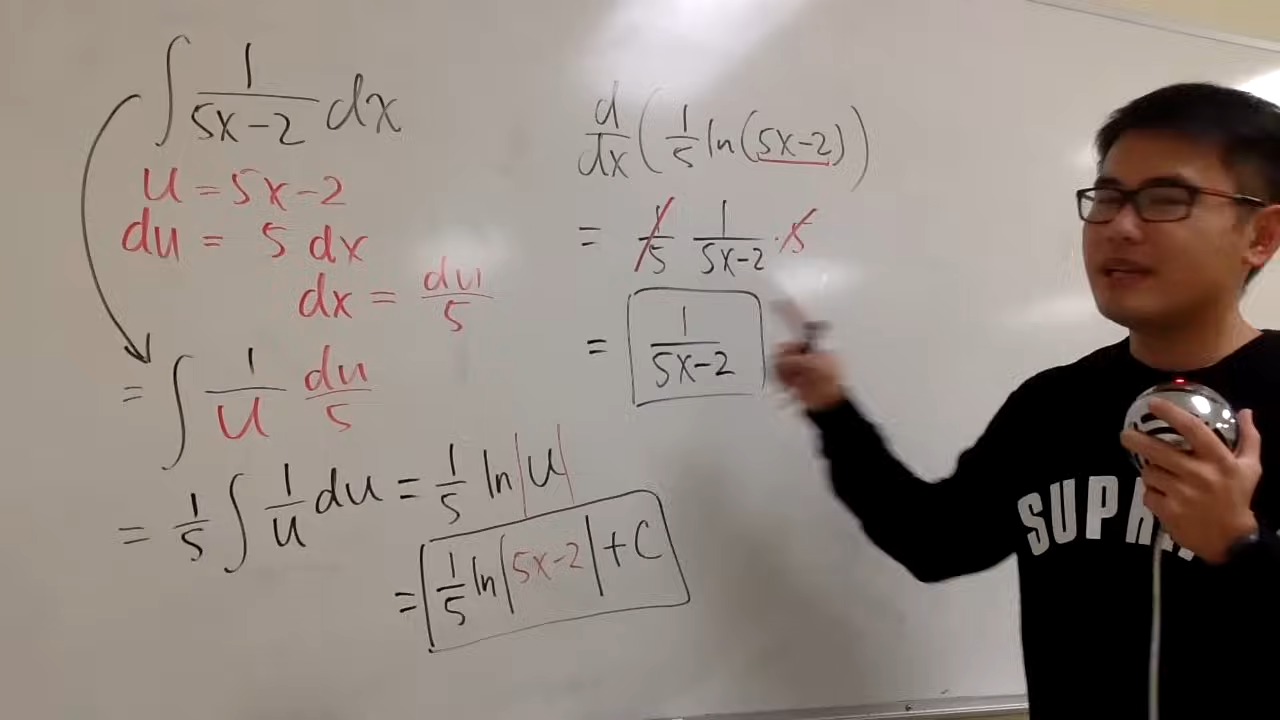 ∫ 1/(5x-2) dx
u = 5x-2
du = 5 dx
dx = du/5
= ∫ 1/u du/5
= 1/5 ∫ 1/u du = 1/5 ln|u|
= 1/5 ln|5x-2| + C
d/dx (1/5 ln(5x-2))
= 1/5 1/(5x-2) · 5
= 1/(5x-2)